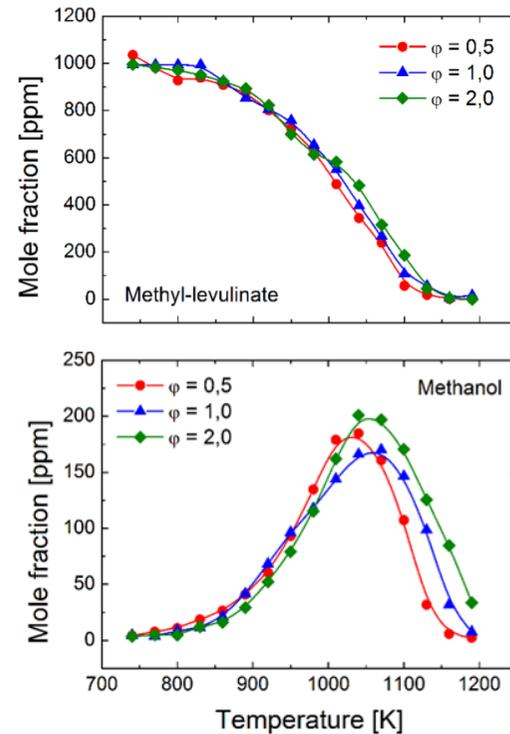 1200
1000
800
600
400
200
0
Mole fraction [ppm]
φ = 0,5
φ = 1,0
φ = 2,0
Methyl-levulinate
250
200
150
100
50
0
Mole fraction [ppm]
φ = 0,5
φ = 1,0
φ = 2,0
Methanol
700 800 900 1000 1100 1200
Temperature [K]